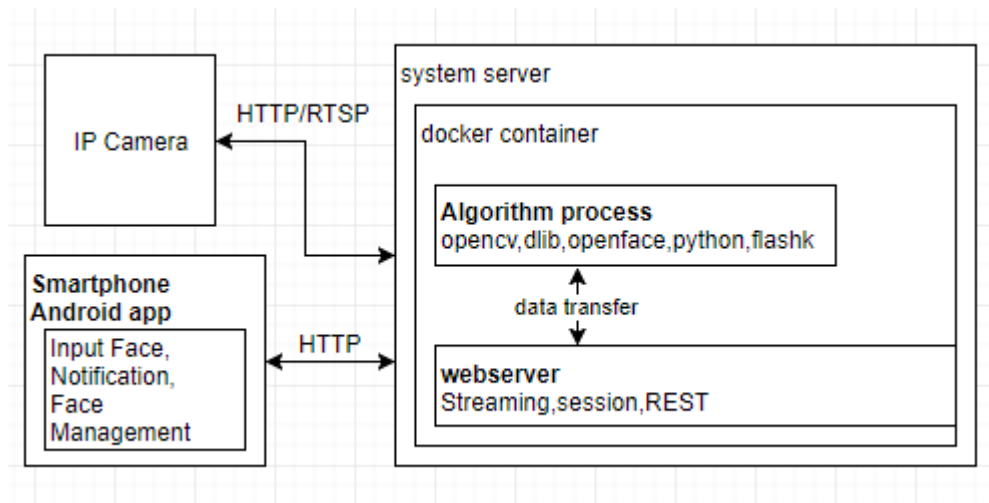 IP Camera
HTTP/RTSP
system server
docker container
Algorithm process
opencv,dlib,openface,python,flashk
data transfer
webserver
Streaming,session,REST
Smartphone
Android app
Input Face,
Notification,
Face
Management
HTTP